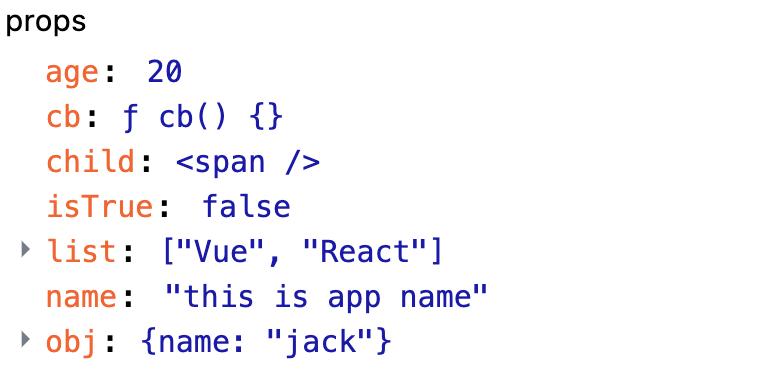 props
age: 20
cb: ƒ cb() {}
child: <span />
isTrue: false
list: ["Vue", "React"]
name: "this is app name"
obj: {name: "jack"}